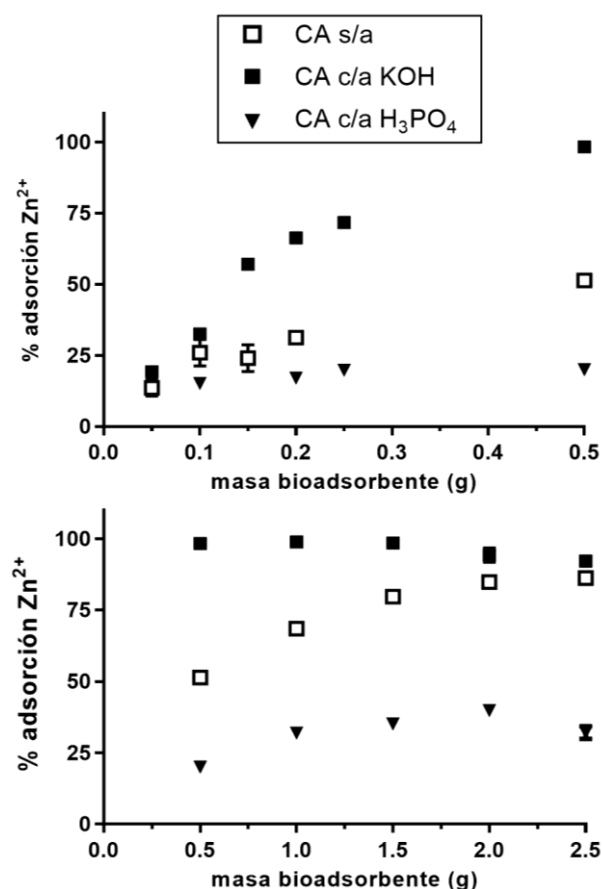 CA s/a
CA c/a KOH
CA c/a H₃PO₄
% adsorción Zn²⁺
100
75
50
25
0
0.0 0.1 0.2 0.3 0.4 0.5
masa bioadsorbente (g)
% adsorción Zn²⁺
100
75
50
25
0
0.0 0.5 1.0 1.5 2.0 2.5
masa bioadsorbente (g)